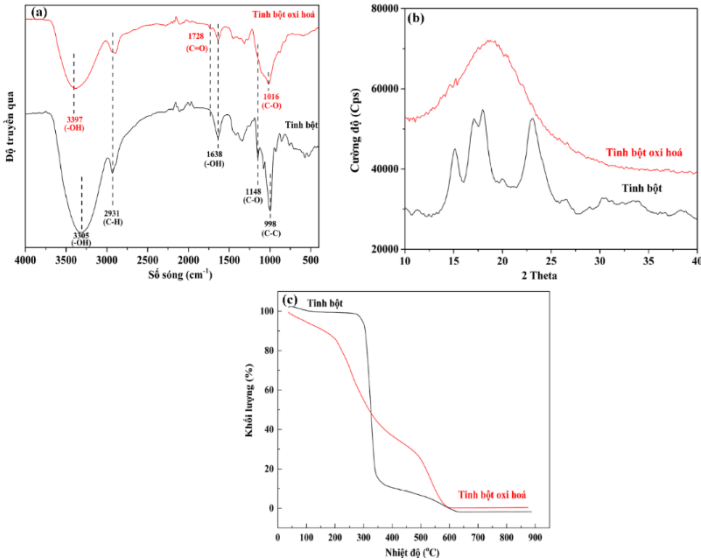 (a)
Tinh bột oxi hoá
1728
(C=O)
3397
(-OH)
1016
(C-O)
Tinh bột
1638
(-OH)
1148
(C-O)
2931
(C-H)
3305
(-OH)
998
(C-C)
Độ truyền qua
4000 3500 3000 2500 2000 1500 1000 500
Số sóng (cm⁻¹)
(b)
80000
60000
40000
20000
Cường độ (Cps)
Tinh bột oxi hoá
Tinh bột
10 15 20 25 30 35 40
2 Theta
(c)
Tinh bột
100
80
60
40
20
0
Khối lượng (%)
Tinh bột oxi hoá
0 100 200 300 400 500 600 700 800 900
Nhiệt độ (⁰C)